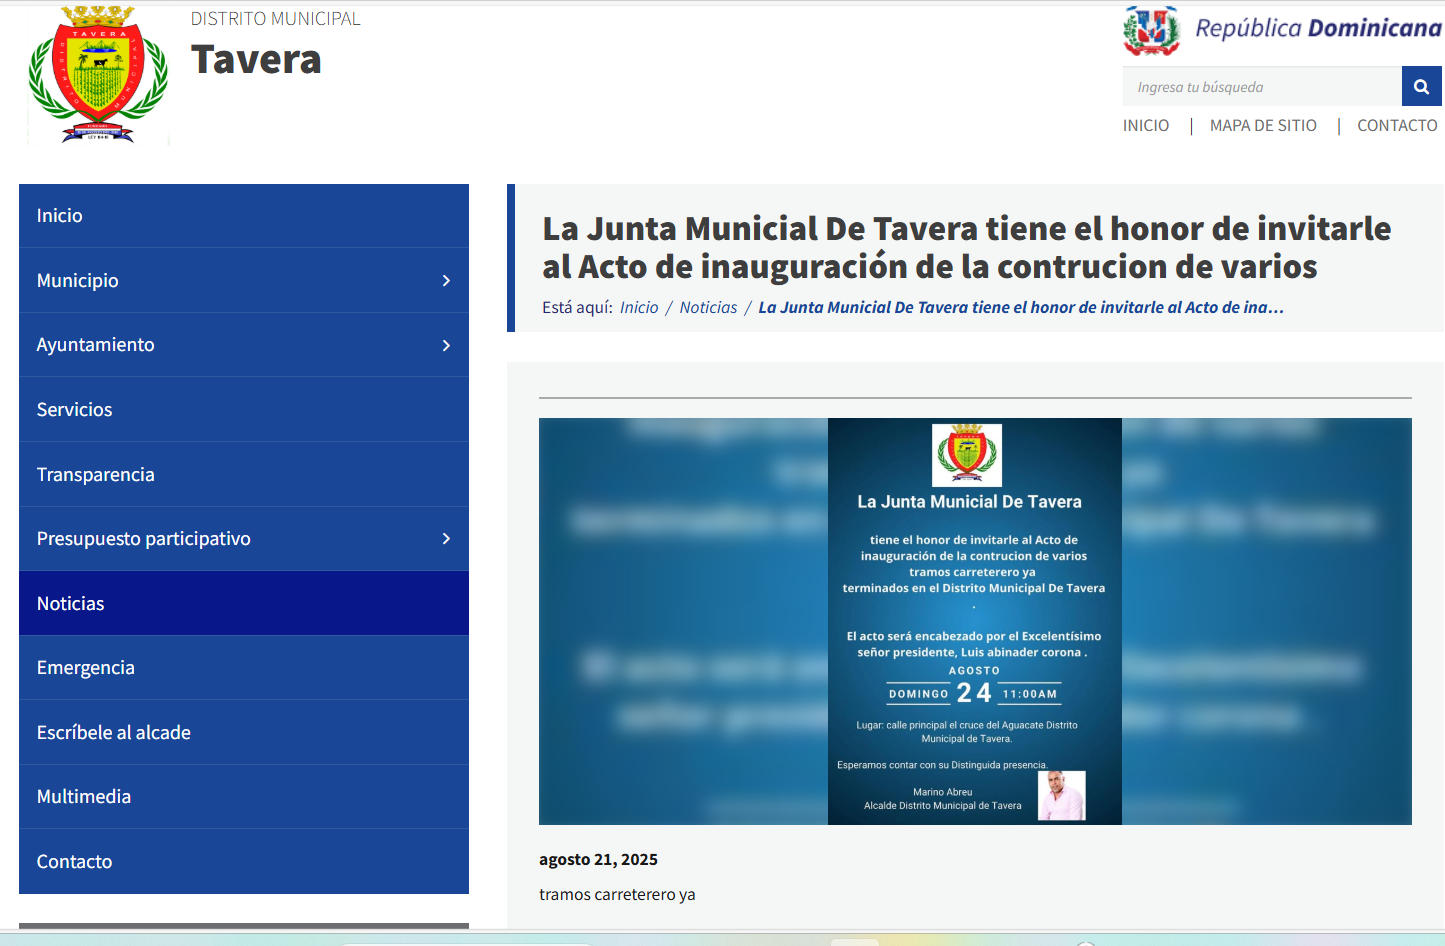 DISTRITO MUNICIPAL
Tavera
República Dominicana
Ingresa tu búsqueda
INICIO | MAPA DE SITIO | CONTACTO
Inicio
Municipio
Ayuntamiento
Servicios
Transparencia
Presupuesto participativo
Noticias
Emergencia
Escríbele al alcade
Multimedia
Contacto
La Junta Municial De Tavera tiene el honor de invitarle
al Acto de inauguración de la contrucion de varios
Está aquí: Inicio / Noticias / La Junta Municial De Tavera tiene el honor de invitarle al Acto de ina...
TAVERA
La Junta Municial De Tavera
tiene el honor de invitarle al Acto de
inauguración de la contrucion de varios
tramos carreterero ya
terminados en el Distrito Municipal De Tavera
.
El acto será encabezado por el Excelentísimo
señor presidente, Luis abinader corona .
AGOSTO
DOMINGO 24 11:00AM
Lugar: calle principal el cruce del Aguacate Distrito
Municipal de Tavera.
Esperamos contar con su Distinguida presencia.
Marino Abreu
Alcalde Distrito Municipal de Tavera
agosto 21, 2025
tramos carreterero ya